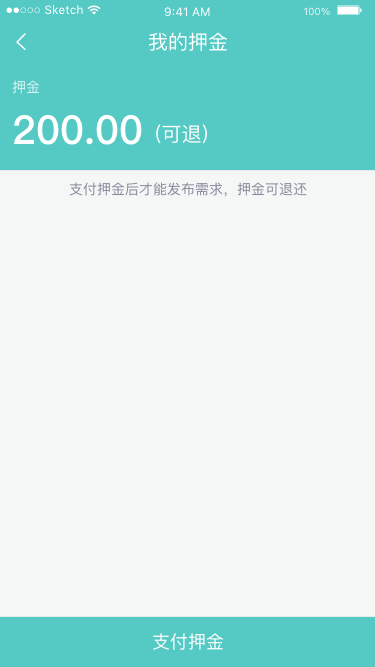 Sketch 9:41 AM 100%
我的押金
押金
200.00（可退）
支付押金后才能发布需求，押金可退还
支付押金